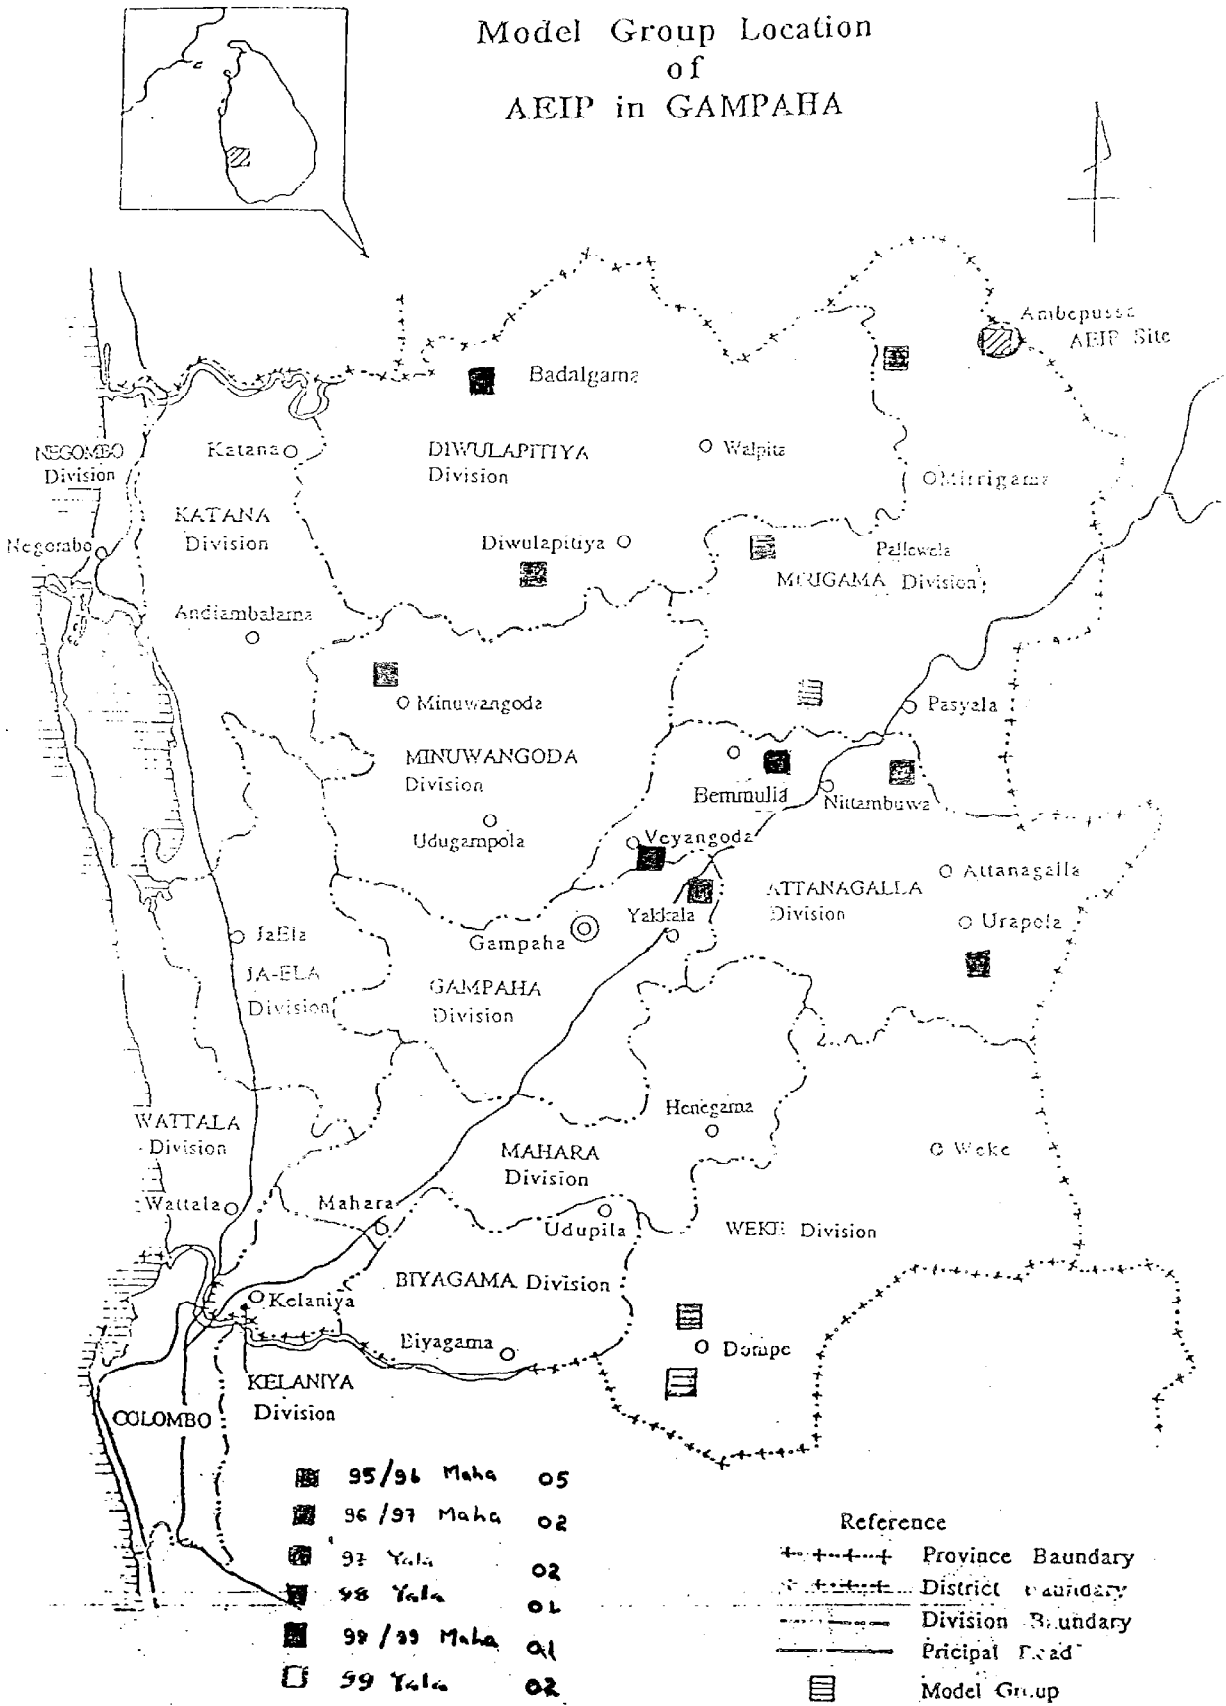 Model Group Location
of
AEIP in GAMPAHA
Ambepussa
AEIP Site
Badalgama
NEGOMBO
Division
Katana
DIWULAPITIYA
Division
Walpita
Mirrigama
KATANA
Division
Negombo
Diwulapitiya
Pallewela
MIRIGAMA Division
Andiambalama
Minuwangoda
Pasyala
MINUWANGODA
Division
Bemmulla
Nittambuwa
Udugampola
Veyangoda
Attanagalla
ATTANAGALLA
Division
Yakkala
Urapola
JaEla
Gampaha
JA-ELA
Division
GAMPAHA
Division
Henegama
WATTALA
Division
MAHARA
Division
Weke
Wattala
Mahara
Udupila
WEKE Division
BIYAGAMA Division
Kelaniya
Biyagama
Dompe
KELANIYA
Division
COLOMBO
95/96 Maha 05
96/97 Maha 02
97 Yala 02
98 Yala 01
98/99 Maha 01
99 Yala 02
Reference
Province Baundary
District Baundary
Division Boundary
Pricipal Road
Model Group